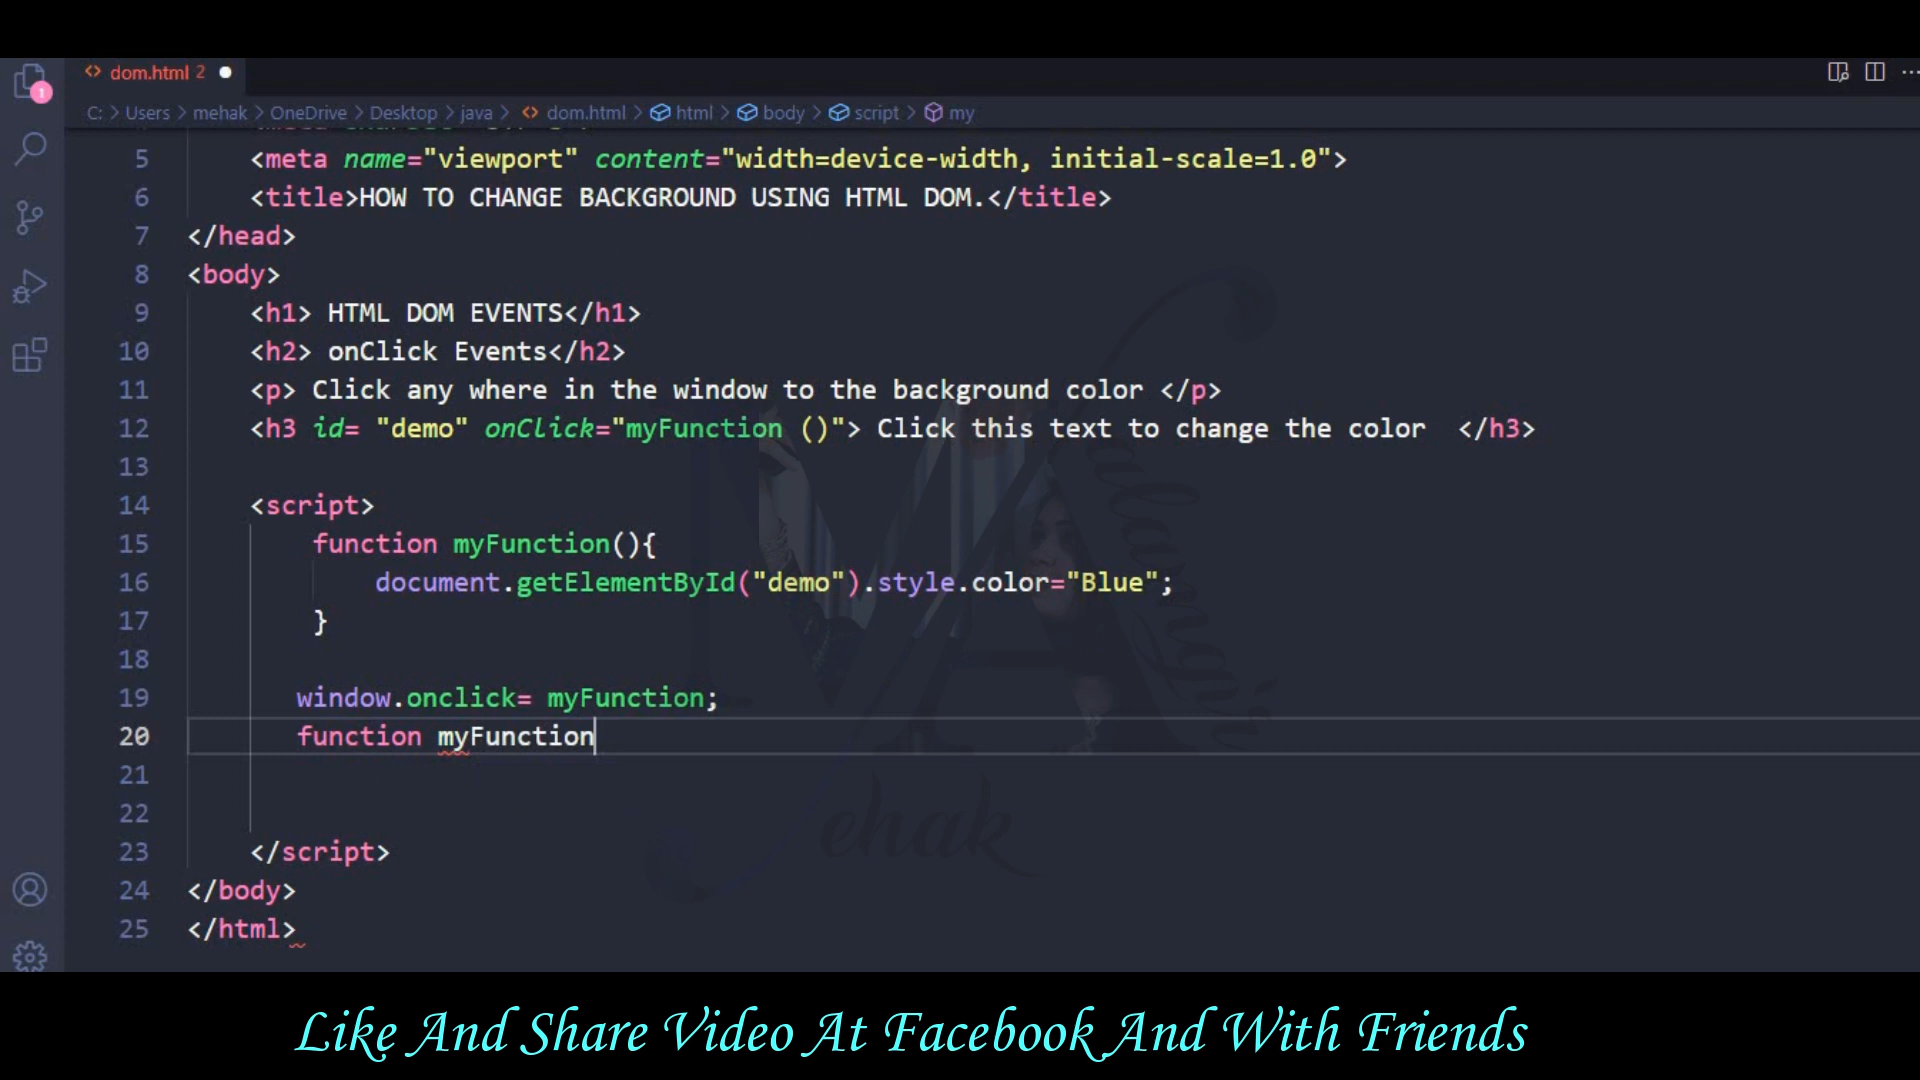 1
dom.html 2
C: > Users > mehak > OneDrive > Desktop > java > dom.html > html > body > script > my
5 <meta name="viewport" content="width=device-width, initial-scale=1.0">
6 <title>HOW TO CHANGE BACKGROUND USING HTML DOM.</title>
7 </head>
8 <body>
9 <h1> HTML DOM EVENTS</h1>
10 <h2> onClick Events</h2>
11 <p> Click any where in the window to the background color </p>
12 <h3 id= "demo" onClick="myFunction ()"> Click this text to change the color  </h3>
13
14 <script>
15 function myFunction(){
16 document.getElementById("demo").style.color="Blue";
17 }
18
19 window.onclick= myFunction;
20 function myFunction
21
22
23 </script>
24 </body>
25 </html>
Like And Share Video At Facebook And With Friends